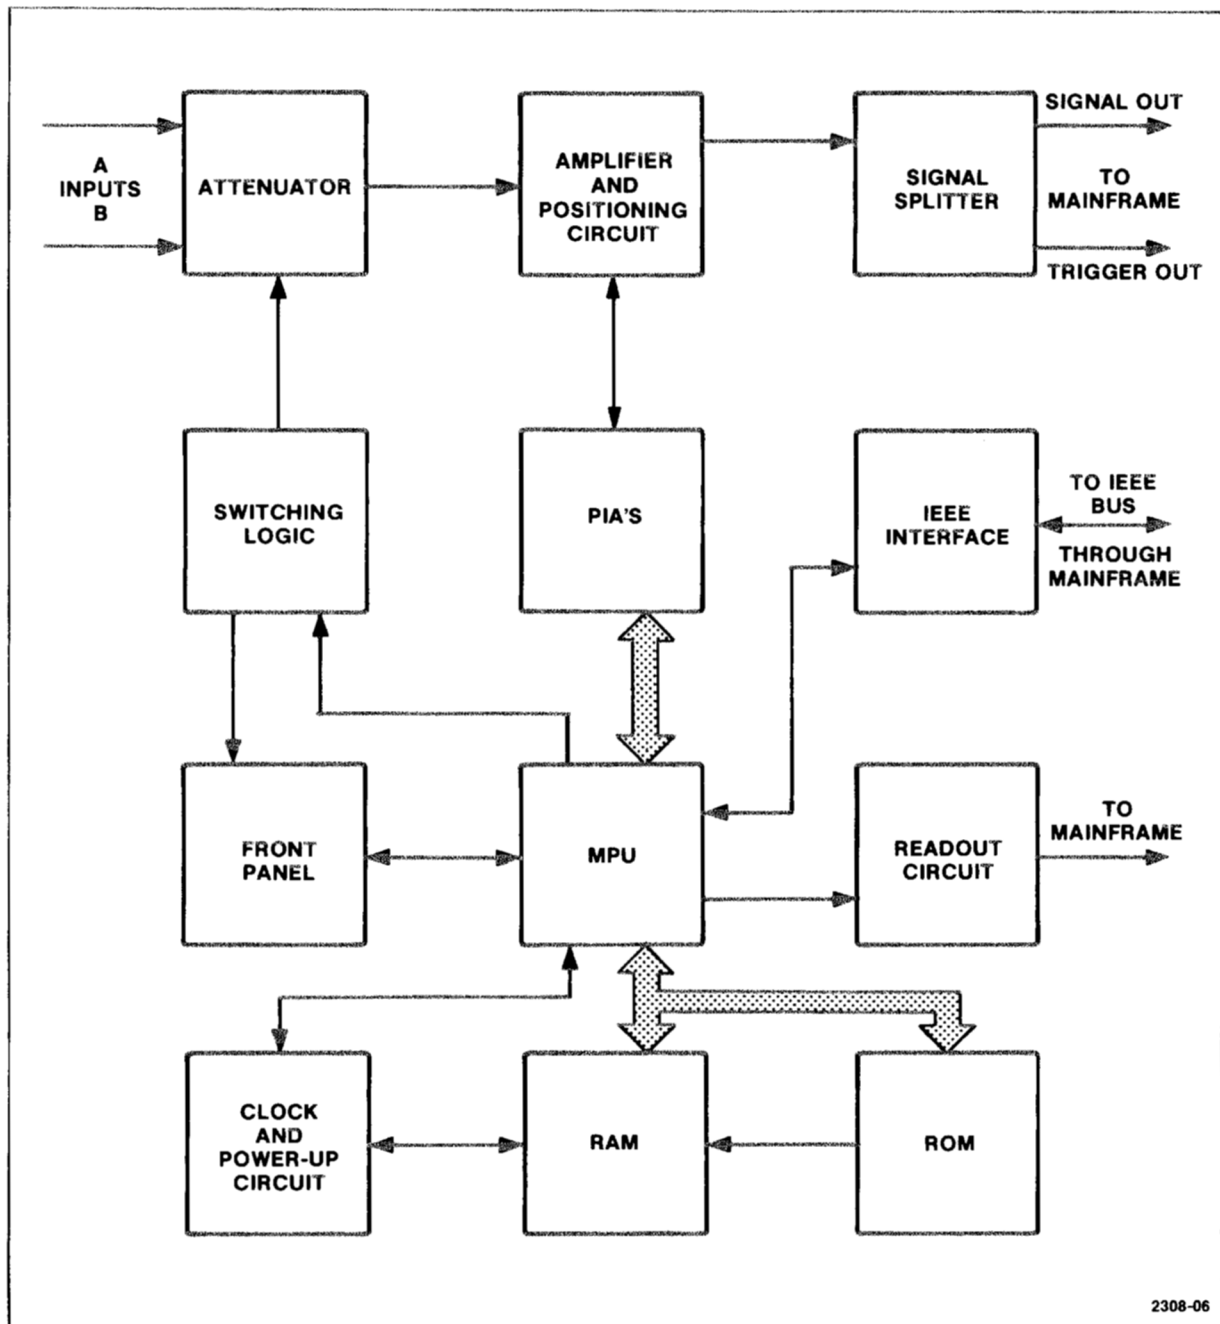 A
INPUTS
B
ATTENUATOR
AMPLIFIER
AND
POSITIONING
CIRCUIT
SIGNAL
SPLITTER
SIGNAL OUT
TO
MAINFRAME
TRIGGER OUT
SWITCHING
LOGIC
PIA'S
IEEE
INTERFACE
TO IEEE
BUS
THROUGH
MAINFRAME
FRONT
PANEL
MPU
READOUT
CIRCUIT
TO
MAINFRAME
CLOCK
AND
POWER-UP
CIRCUIT
RAM
ROM
2308-06